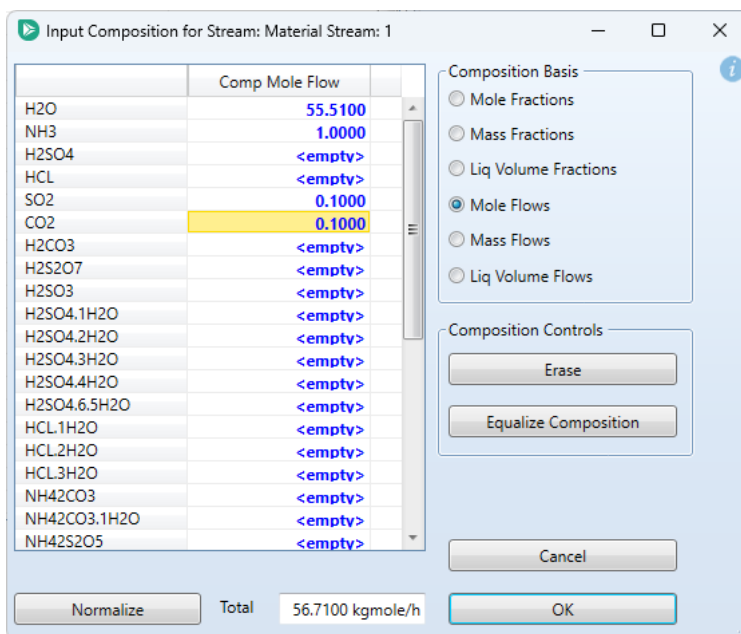 Input Composition for Stream: Material Stream: 1
Comp Mole Flow
H2O 55.5100
NH3 1.0000
H2SO4 <empty>
HCL <empty>
SO2 0.1000
CO2 0.1000
H2CO3 <empty>
H2S2O7 <empty>
H2SO3 <empty>
H2SO4.1H2O <empty>
H2SO4.2H2O <empty>
H2SO4.3H2O <empty>
H2SO4.4H2O <empty>
H2SO4.6.5H2O <empty>
HCL.1H2O <empty>
HCL.2H2O <empty>
HCL.3H2O <empty>
NH42CO3 <empty>
NH42CO3.1H2O <empty>
NH42S2O5 <empty>
Normalize Total 56.7100 kgmole/h
Composition Basis
Mole Fractions
Mass Fractions
Liq Volume Fractions
Mole Flows
Mass Flows
Liq Volume Flows
Composition Controls
Erase
Equalize Composition
Cancel
OK
i